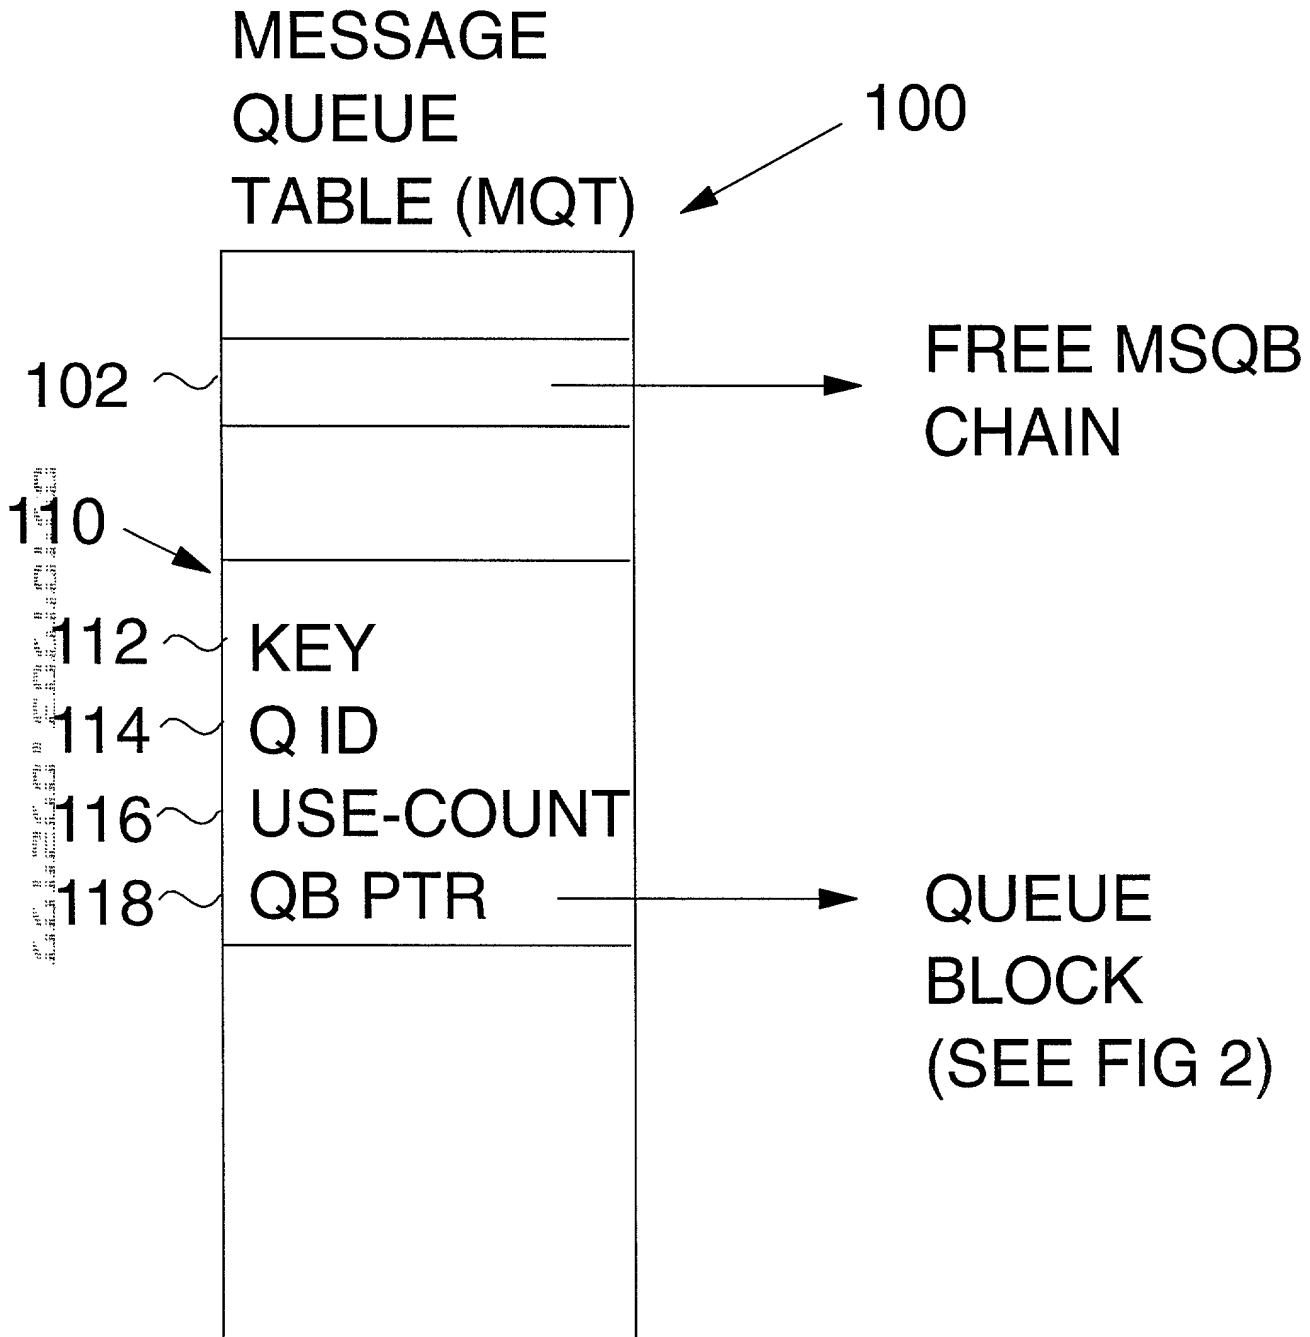 MESSAGE
QUEUE
TABLE (MQT)
100
102
FREE MSQB
CHAIN
110
112 KEY
114 Q ID
116 USE-COUNT
118 QB PTR
QUEUE
BLOCK
(SEE FIG 2)